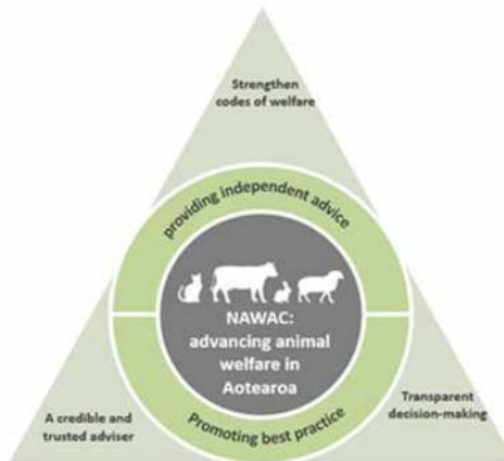 Strengthen
codes of welfare
providing independent advice
NAWAC:
advancing animal
welfare in
Aotearoa
Promoting best practice
A credible and
trusted adviser
Transparent
decision-making